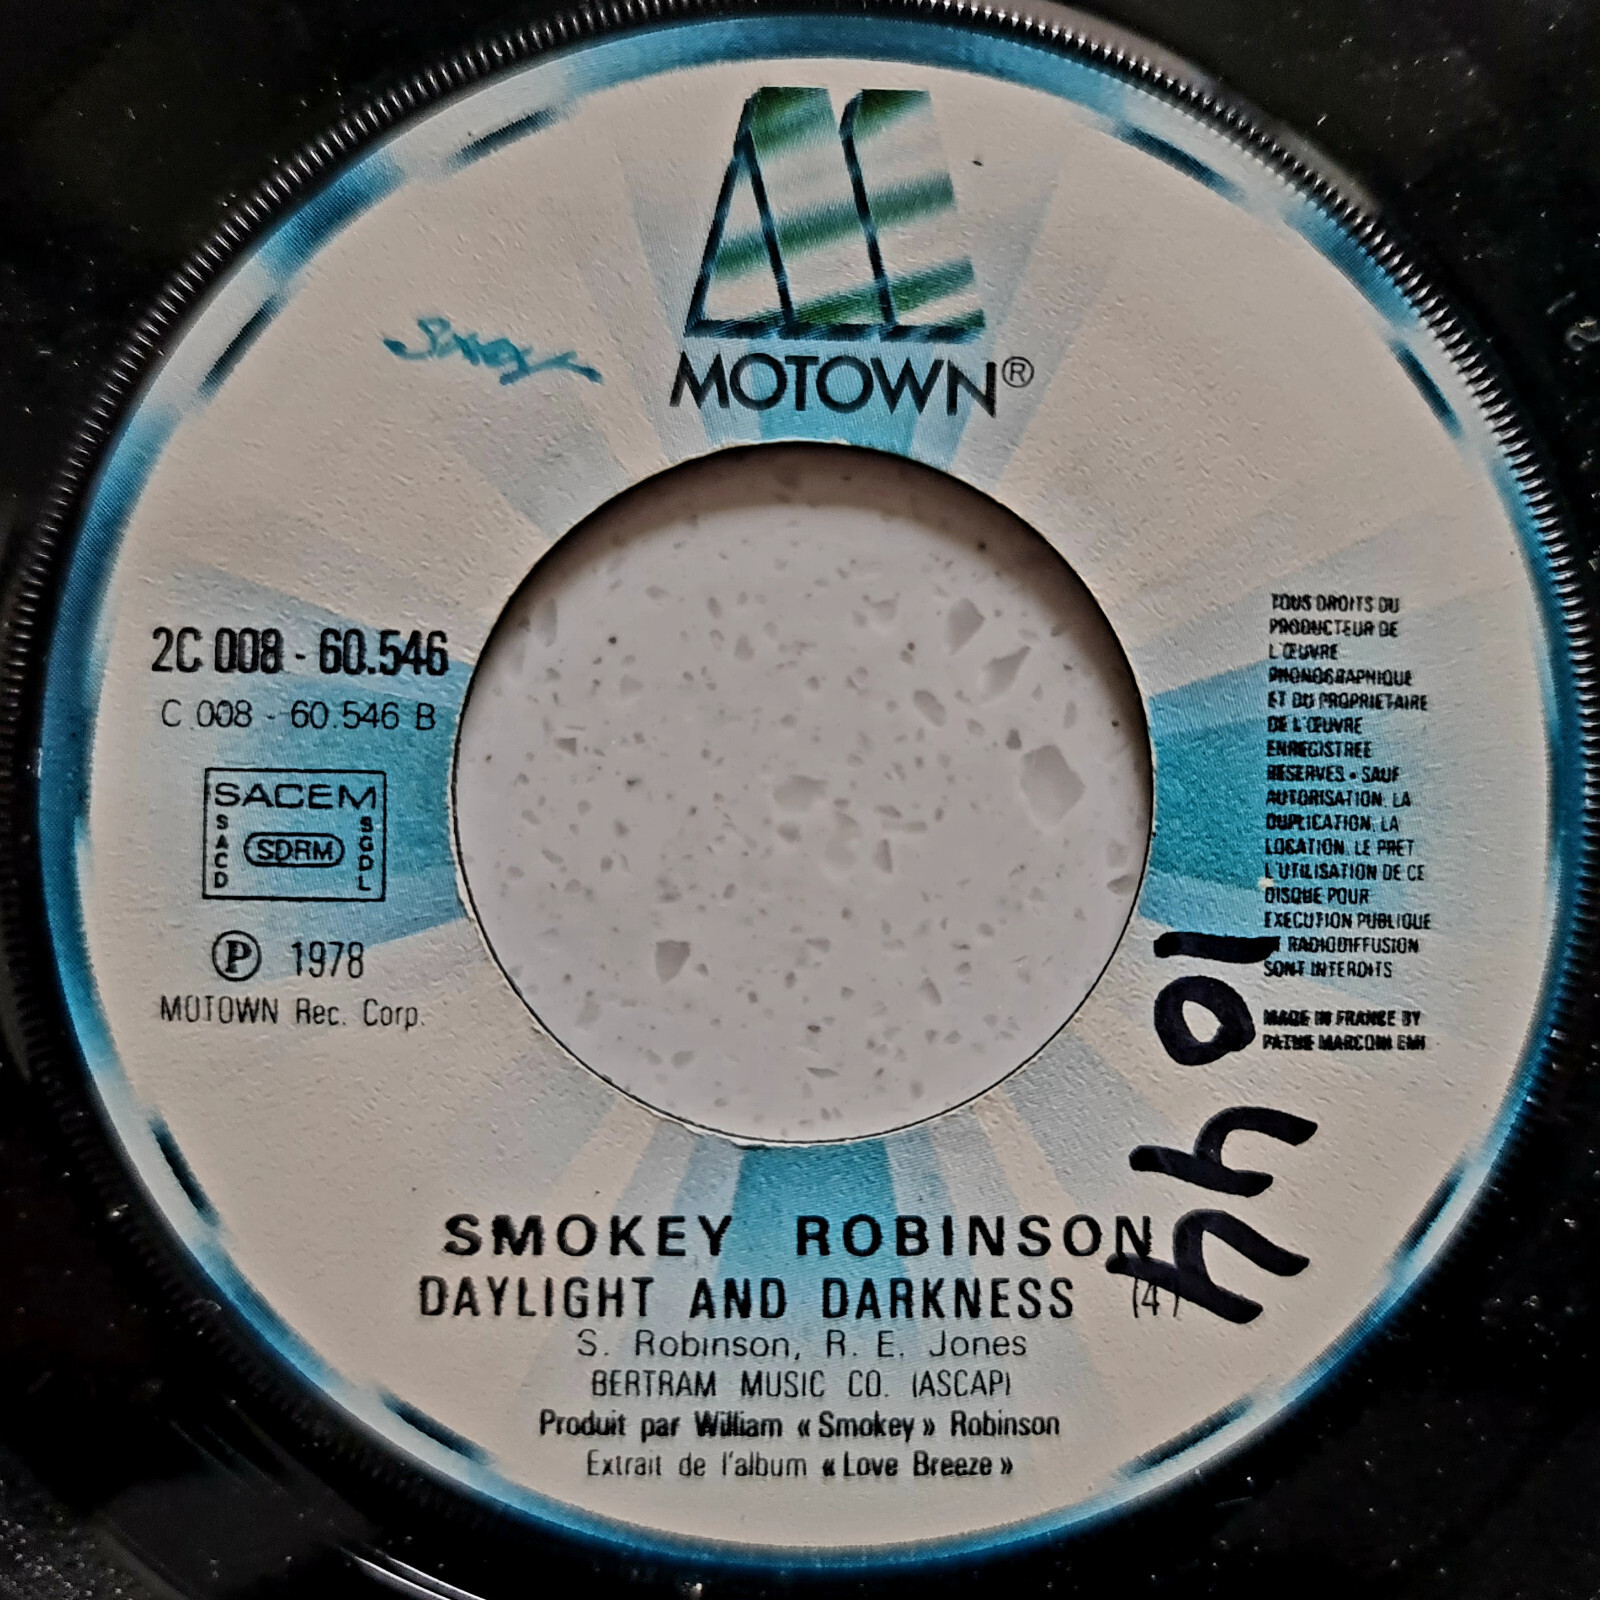 MOTOWN®
2C 008 - 60.546
C 008 - 60.546 B
SACEM
SACD
SDRM
SGDL
Ⓟ 1978
MOTOWN Rec. Corp.
TOUS DROITS DU
PRODUCTEUR DE
L'ŒUVRE
PHONOGRAPHIQUE
ET DU PROPRIETAIRE
DE L'ŒUVRE
ENREGISTREE
RESERVES - SAUF
AUTORISATION, LA
DUPLICATION, LA
LOCATION, LE PRET
L'UTILISATION DE CE
DISQUE POUR
EXECUTION PUBLIQUE
ET RADIODIFFUSION
SONT INTERDITS
MADE IN FRANCE BY
PATHE MARCONI EMI
44 01
SMOKEY ROBINSON
DAYLIGHT AND DARKNESS (4')
S. Robinson, R. E. Jones
BERTRAM MUSIC CO. (ASCAP)
Produit par William « Smokey » Robinson
Extrait de l'album « Love Breeze »